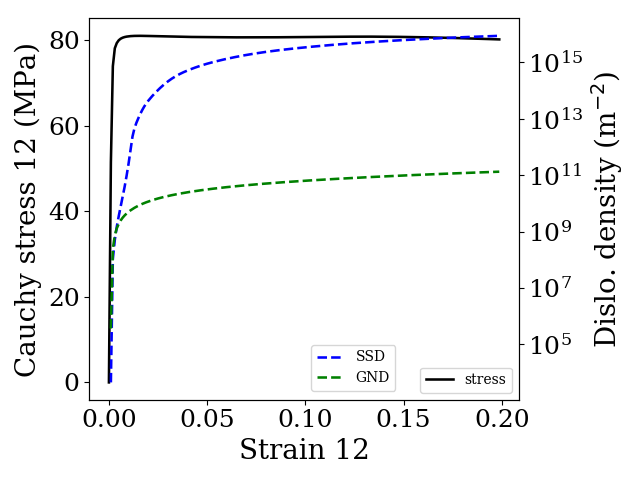 80
60
40
20
0
Cauchy stress 12 (MPa)
0.00 0.05 0.10 0.15 0.20
Strain 12
10^15
10^13
10^11
10^9
10^7
10^5
Dislo. density (m^−2)
SSD
GND
stress